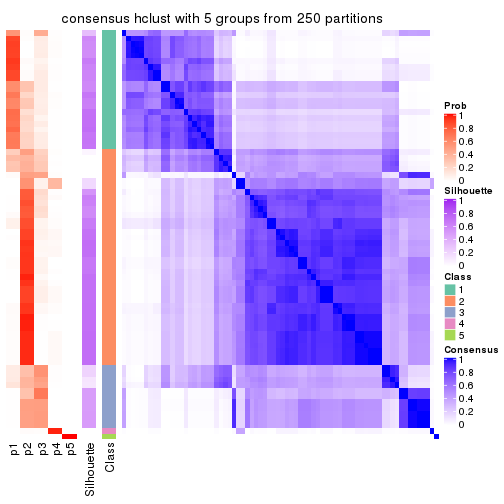 consensus hclust with 5 groups from 250 partitions
Prob
1
0.8
0.6
0.4
0.2
0
Silhouette
1
0.8
0.6
0.4
0.2
0
Class
1
2
3
4
5
Consensus
1
0.8
0.6
0.4
0.2
0
p1
p2
p3
p4
p5
Silhouette
Class